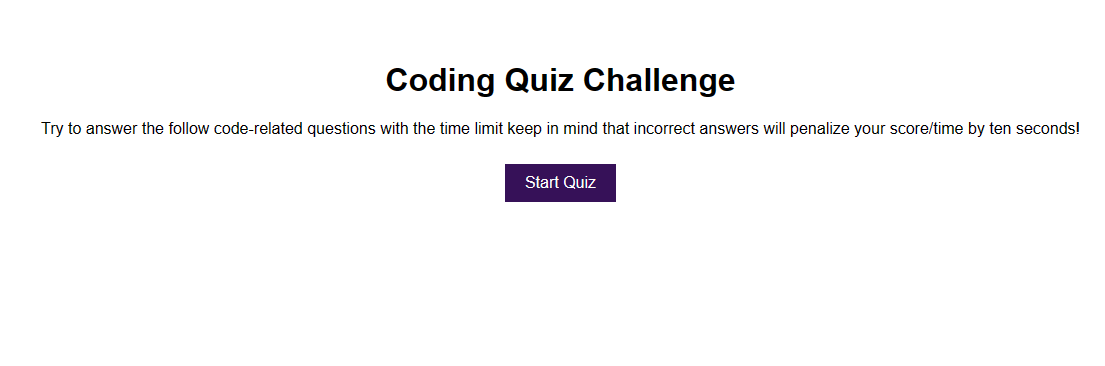 Coding Quiz Challenge
Try to answer the follow code-related questions with the time limit keep in mind that incorrect answers will penalize your score/time by ten seconds!
Start Quiz